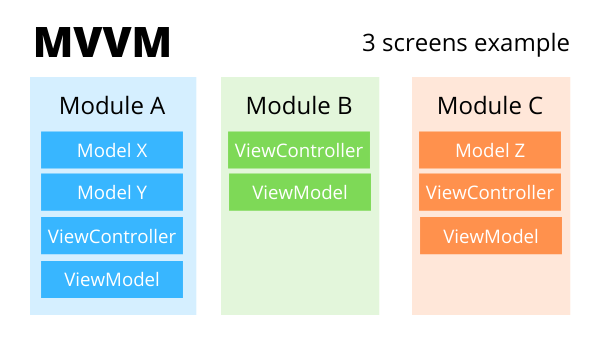 MVVM
3 screens example
Module A
Model X
Model Y
ViewController
ViewModel
Module B
ViewController
ViewModel
Module C
Model Z
ViewController
ViewModel